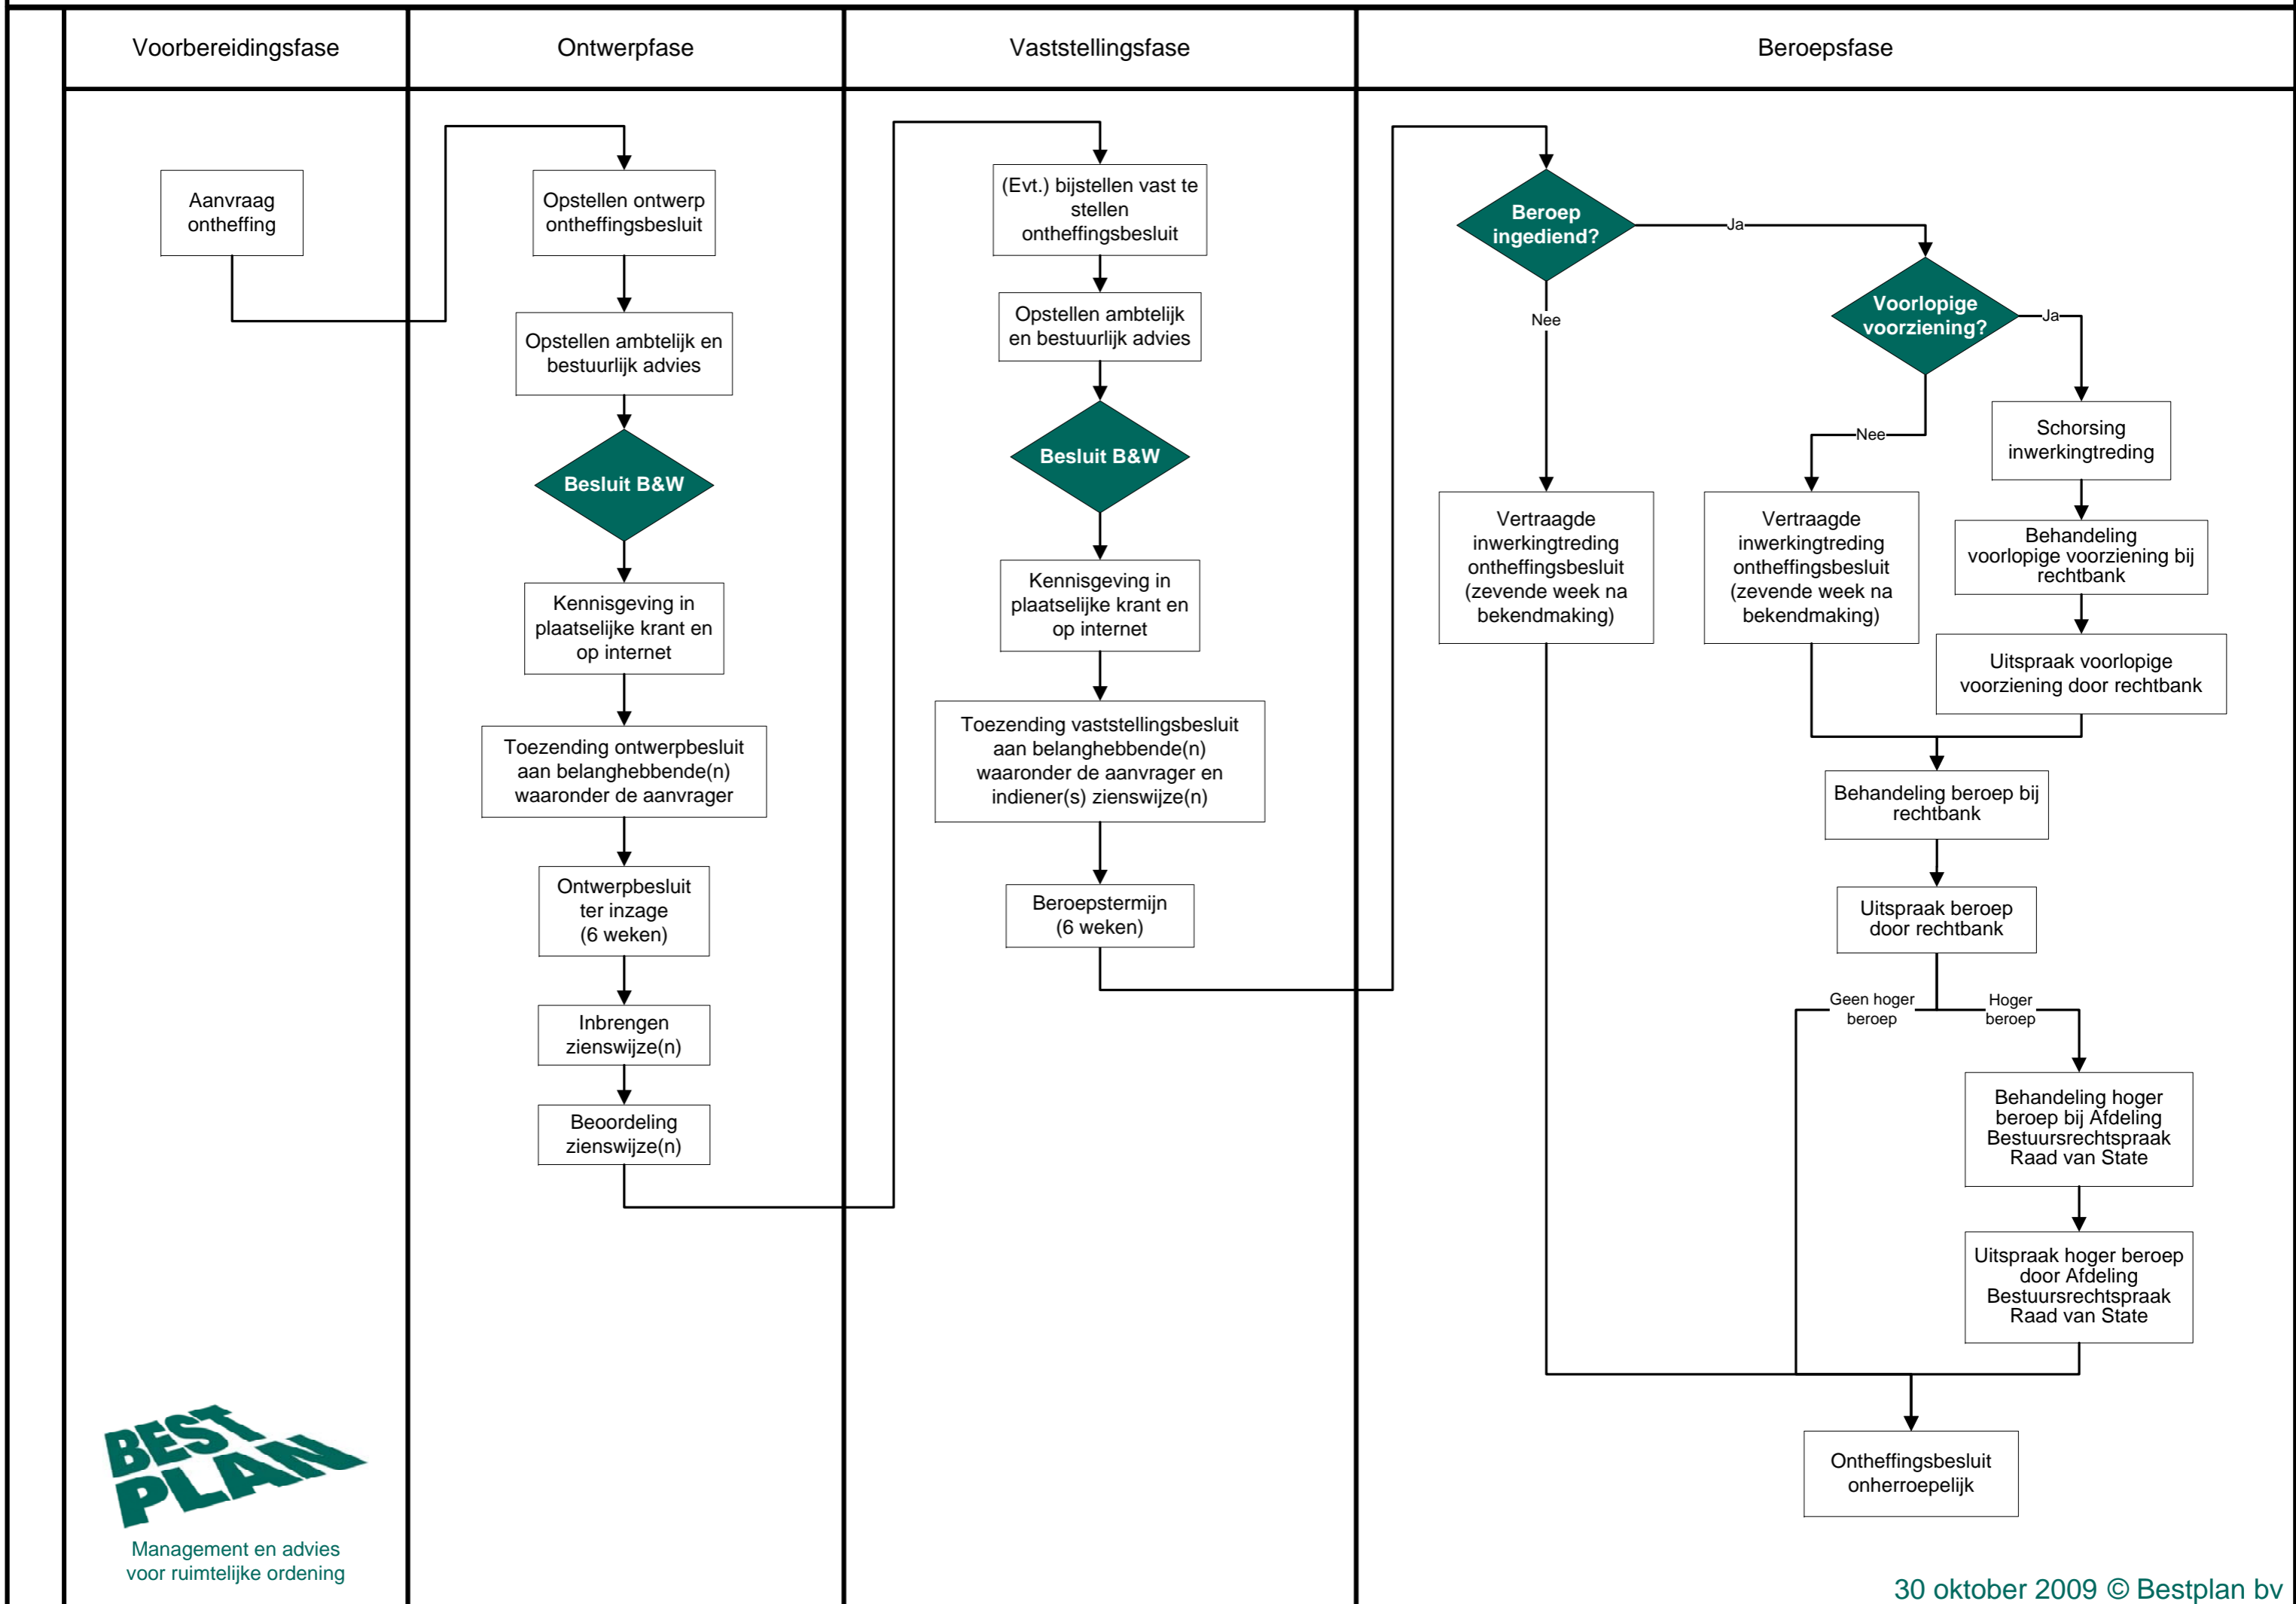 Voorbereidingsfase
Ontwerpfase
Vaststellingsfase
Beroepsfase
Aanvraag
ontheffing
Opstellen ontwerp
ontheffingsbesluit
Opstellen ambtelijk en
bestuurlijk advies
Besluit B&W
Kennisgeving in
plaatselijke krant en
op internet
Toezending ontwerpbesluit
aan belanghebbende(n)
waaronder de aanvrager
Ontwerpbesluit
ter inzage
(6 weken)
Inbrengen
zienswijze(n)
Beoordeling
zienswijze(n)
(Evt.) bijstellen vast te
stellen
ontheffingsbesluit
Opstellen ambtelijk
en bestuurlijk advies
Besluit B&W
Kennisgeving in
plaatselijke krant en
op internet
Toezending vaststellingsbesluit
aan belanghebbende(n)
waaronder de aanvrager en
indiener(s) zienswijze(n)
Beroepstermijn
(6 weken)
Beroep
ingediend?
Ja
Nee
Voorlopige
voorziening?
Ja
Nee
Schorsing
inwerkingtreding
Vertraagde
inwerkingtreding
ontheffingsbesluit
(zevende week na
bekendmaking)
Vertraagde
inwerkingtreding
ontheffingsbesluit
(zevende week na
bekendmaking)
Behandeling
voorlopige voorziening bij
rechtbank
Uitspraak voorlopige
voorziening door rechtbank
Behandeling beroep bij
rechtbank
Uitspraak beroep
door rechtbank
Geen hoger
beroep
Hoger
beroep
Behandeling hoger
beroep bij Afdeling
Bestuursrechtspraak
Raad van State
Uitspraak hoger beroep
door Afdeling
Bestuursrechtspraak
Raad van State
Ontheffingsbesluit
onherroepelijk
BEST
PLAN
Management en advies
voor ruimtelijke ordening
30 oktober 2009 © Bestplan bv